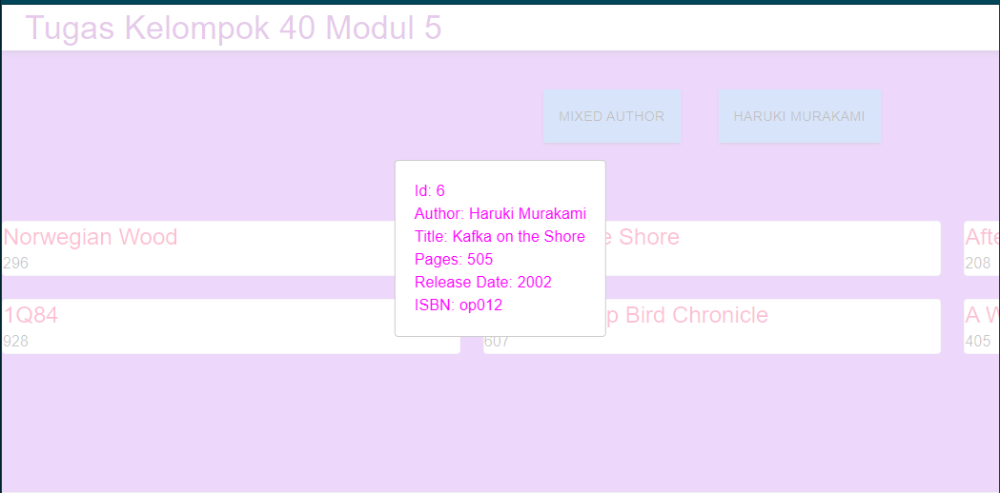 Tugas Kelompok 40 Modul 5
MIXED AUTHOR
HARUKI MURAKAMI
Id: 6
Author: Haruki Murakami
Title: Kafka on the Shore
Pages: 505
Release Date: 2002
ISBN: op012
Norwegian Wood
296
Shore
208
1Q84
928
Bird Chronicle
607
A
405